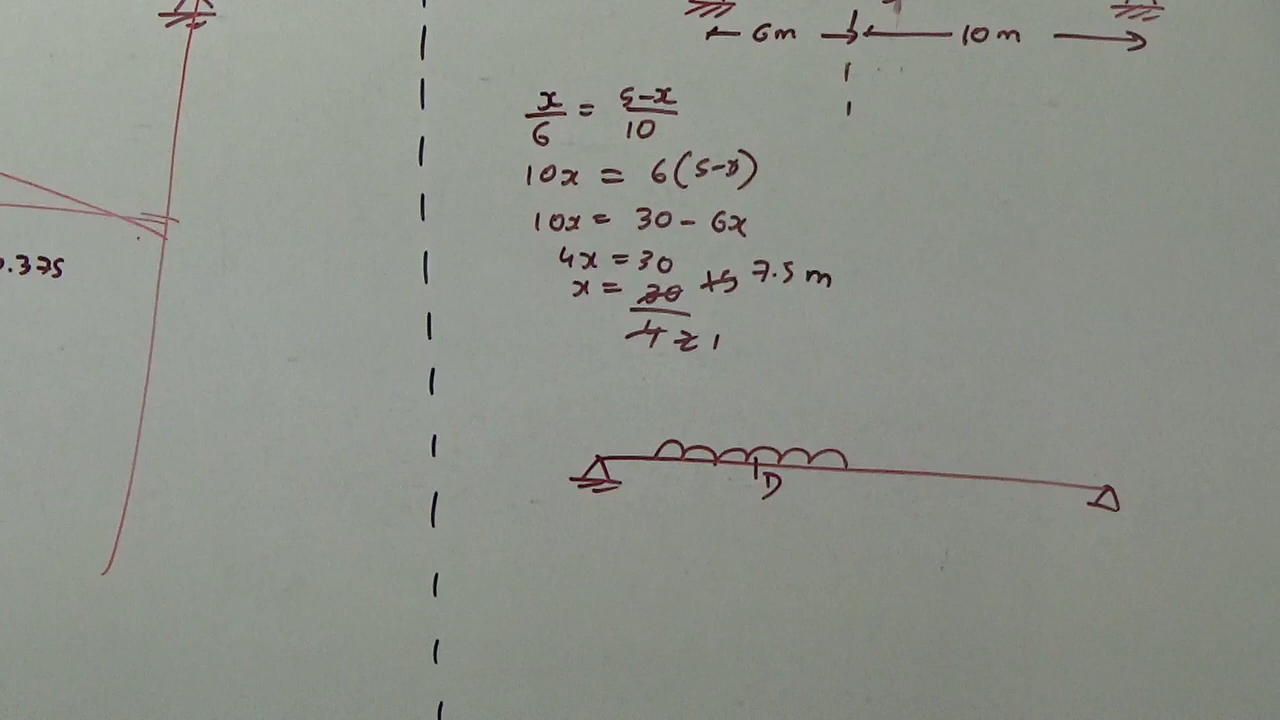 6m 10m
x/6 = 5-x/10
10x = 6(5-x)
10x = 30 - 6x
4x = 30
x = 30/4 7.5 m
D
.375